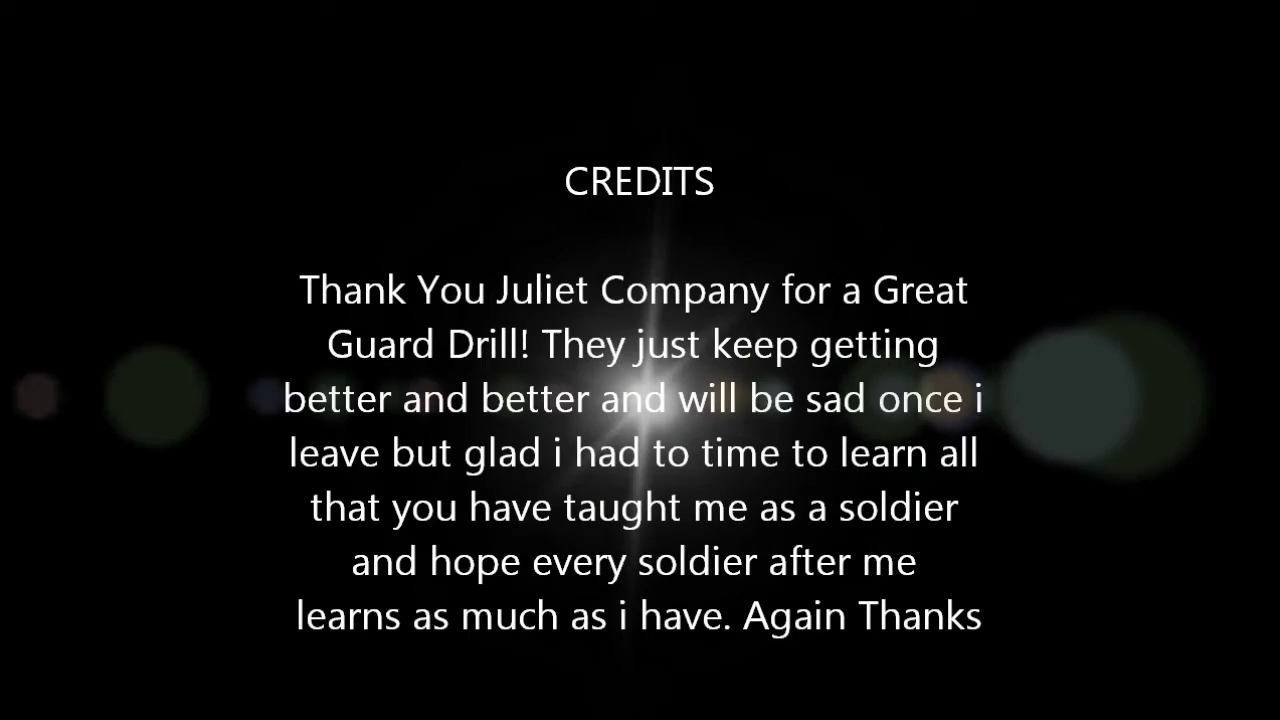 CREDITS
Thank You Juliet Company for a Great
Guard Drill! They just keep getting
better and better and will be sad once i
leave but glad i had to time to learn all
that you have taught me as a soldier
and hope every soldier after me
learns as much as i have. Again Thanks